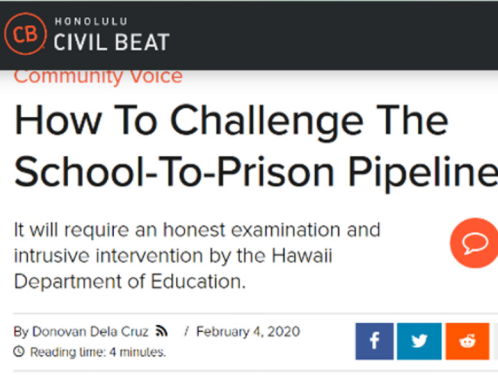 CB HONOLULU
CIVIL BEAT
Community Voice
How To Challenge The
School-To-Prison Pipeline
It will require an honest examination and
intrusive intervention by the Hawaii
Department of Education.
By Donovan Dela Cruz / February 4, 2020
Reading time: 4 minutes.